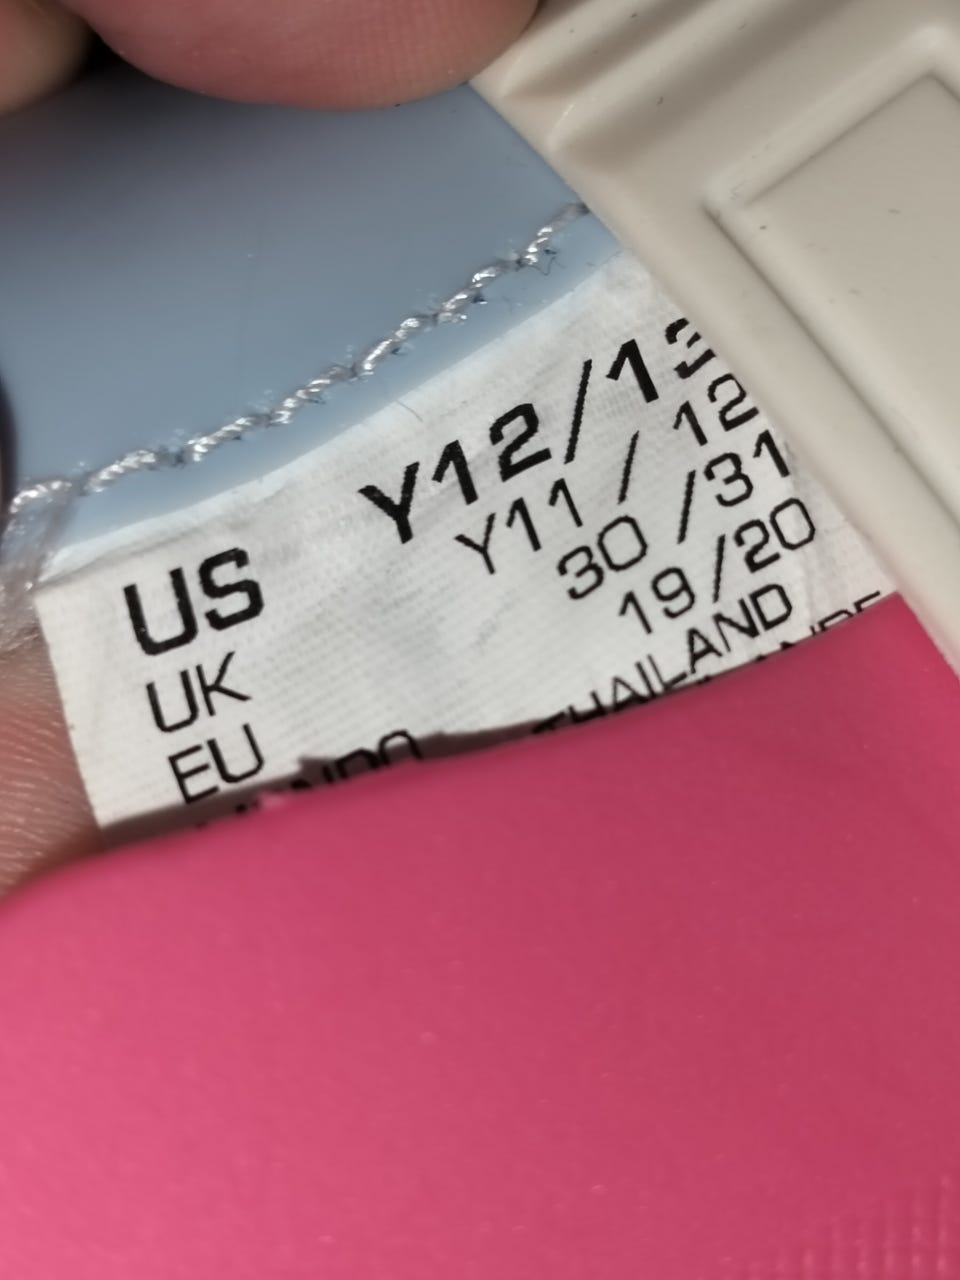 US Y12/13
UK Y11 / 12
EU 30 /31
19/20
THAILAND